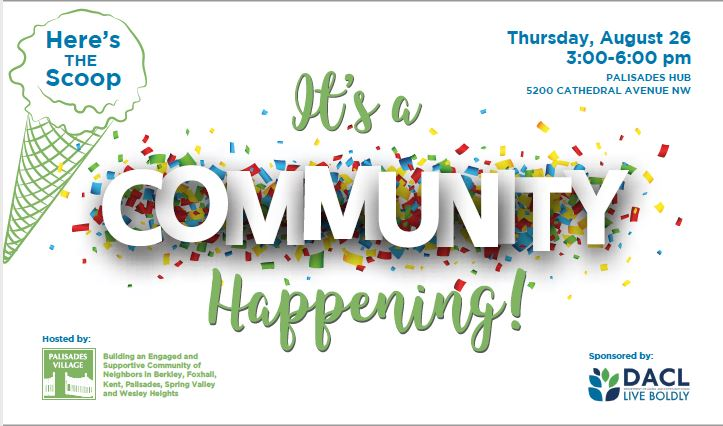 Here's
THE
Scoop
Thursday, August 26
3:00-6:00 pm
PALISADES HUB
5200 CATHEDRAL AVENUE NW
It's a
COMMUNITY
Happening!
Hosted by:
PALISADES
VILLAGE
Building an Engaged and
Supportive Community of
Neighbors in Berkley, Foxhall,
Kent, Palisades, Spring Valley
and Wesley Heights
Sponsored by:
DACL
LIVE BOLDLY